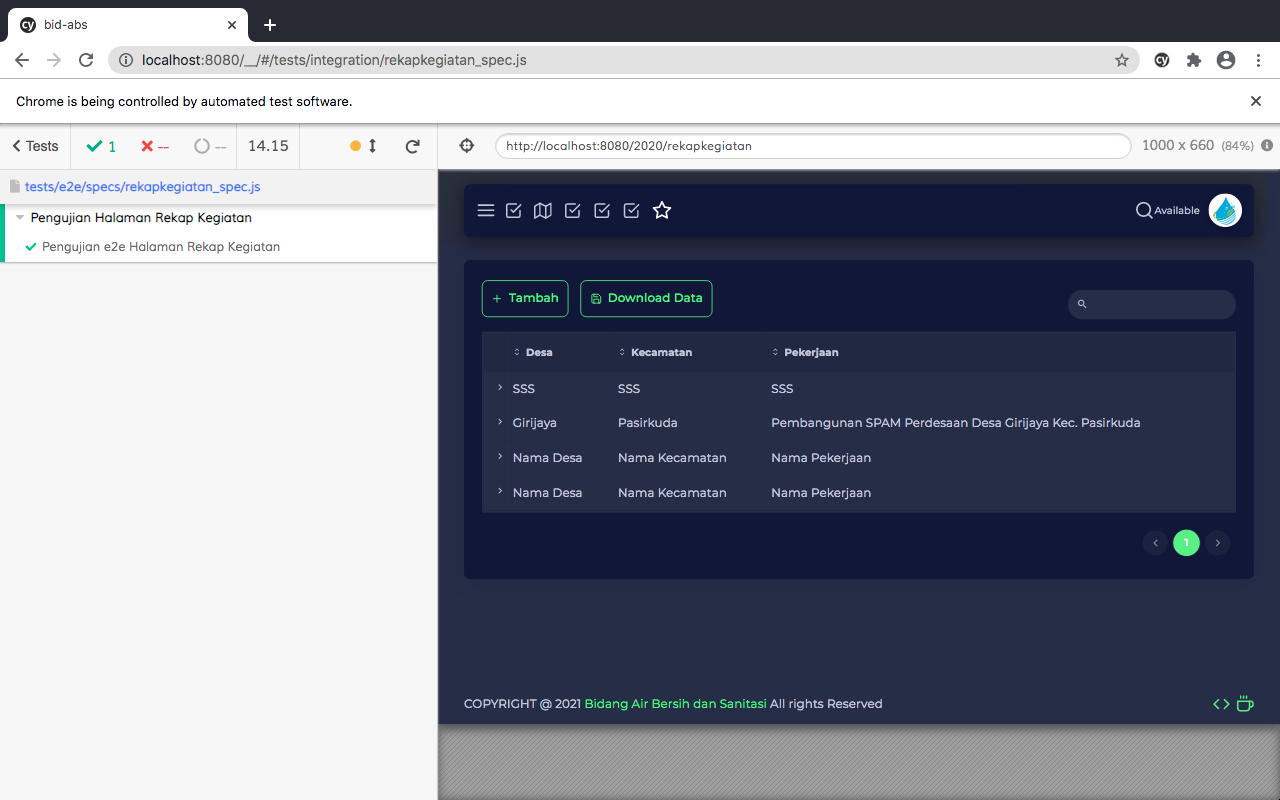 cy bid-abs
localhost:8080/__/#/tests/integration/rekapkegiatan_spec.js
cy
Chrome is being controlled by automated test software.
Tests 1 -- -- 14.15
http://localhost:8080/2020/rekapkegiatan 1000 x 660 (84%)
tests/e2e/specs/rekapkegiatan_spec.js
Pengujian Halaman Rekap Kegiatan
Pengujian e2e Halaman Rekap Kegiatan
Available
+ Tambah Download Data
Desa Kecamatan Pekerjaan
SSS SSS SSS
Girijaya Pasirkuda Pembangunan SPAM Perdesaan Desa Girijaya Kec. Pasirkuda
Nama Desa Nama Kecamatan Nama Pekerjaan
Nama Desa Nama Kecamatan Nama Pekerjaan
1
COPYRIGHT @ 2021 Bidang Air Bersih dan Sanitasi All rights Reserved